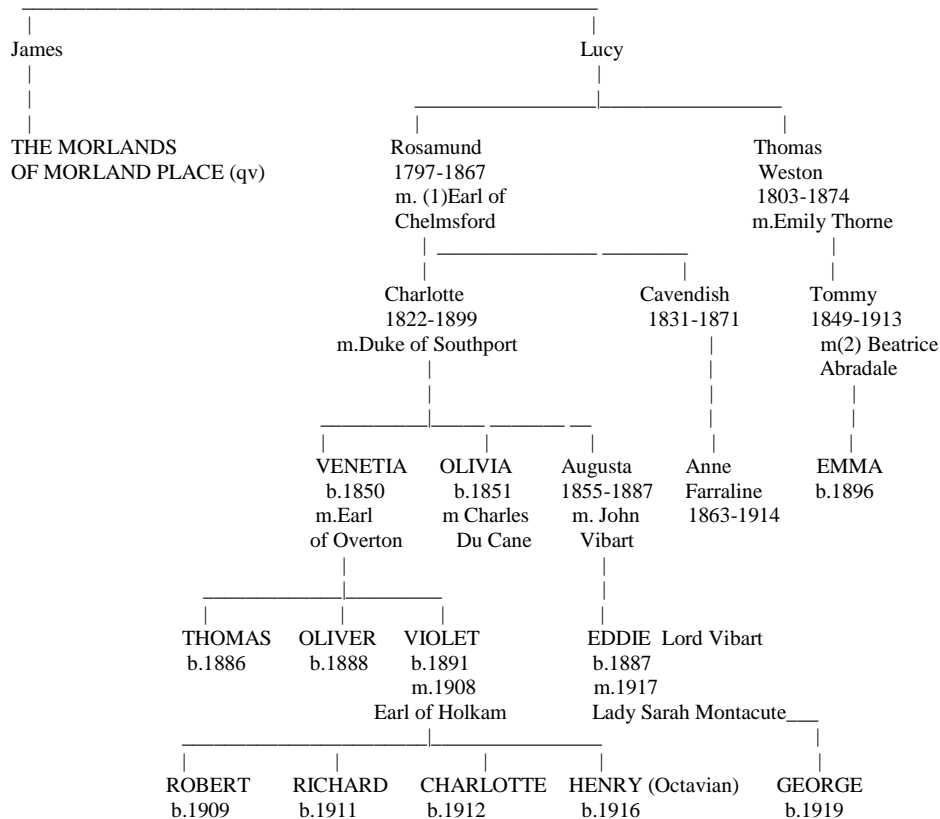 James Lucy
THE MORLANDS Rosamund Thomas
OF MORLAND PLACE (qv) 1797-1867 Weston
m. (1)Earl of 1803-1874
Chelmsford m.Emily Thorne
Charlotte Cavendish Tommy
1822-1899 1831-1871 1849-1913
m.Duke of Southport m(2) Beatrice
Abradale
VENETIA OLIVIA Augusta Anne EMMA
b.1850 b.1851 1855-1887 Farraline b.1896
m.Earl m Charles m. John 1863-1914
of Overton Du Cane Vibart
THOMAS OLIVER VIOLET EDDIE Lord Vibart
b.1886 b.1888 b.1891 b.1887
m.1908 m.1917
Earl of Holkam Lady Sarah Montacute
ROBERT RICHARD CHARLOTTE HENRY (Octavian) GEORGE
b.1909 b.1911 b.1912 b.1916 b.1919